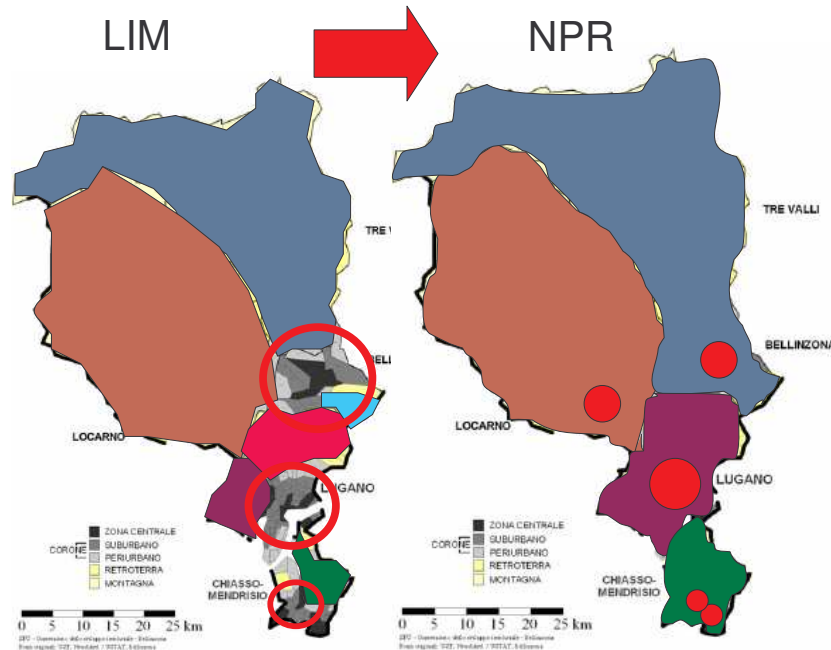 LIM
NPR
TRE V
BELL
LOCARNO
LUGANO
ZONA CENTRALE
CORONE
SUBURBANO
PERIURBANO
RETROTERRA
MONTAGNA
CHIASSO-
MENDRISIO
0 5 10 15 20 25 km
TRE VALLI
BELLINZONA
LOCARNO
LUGANO
ZONA CENTRALE
CORONE
SUBURBANO
PERIURBANO
RETROTERRA
MONTAGNA
CHIASSO-
MENDRISIO
0 5 10 15 20 25 km